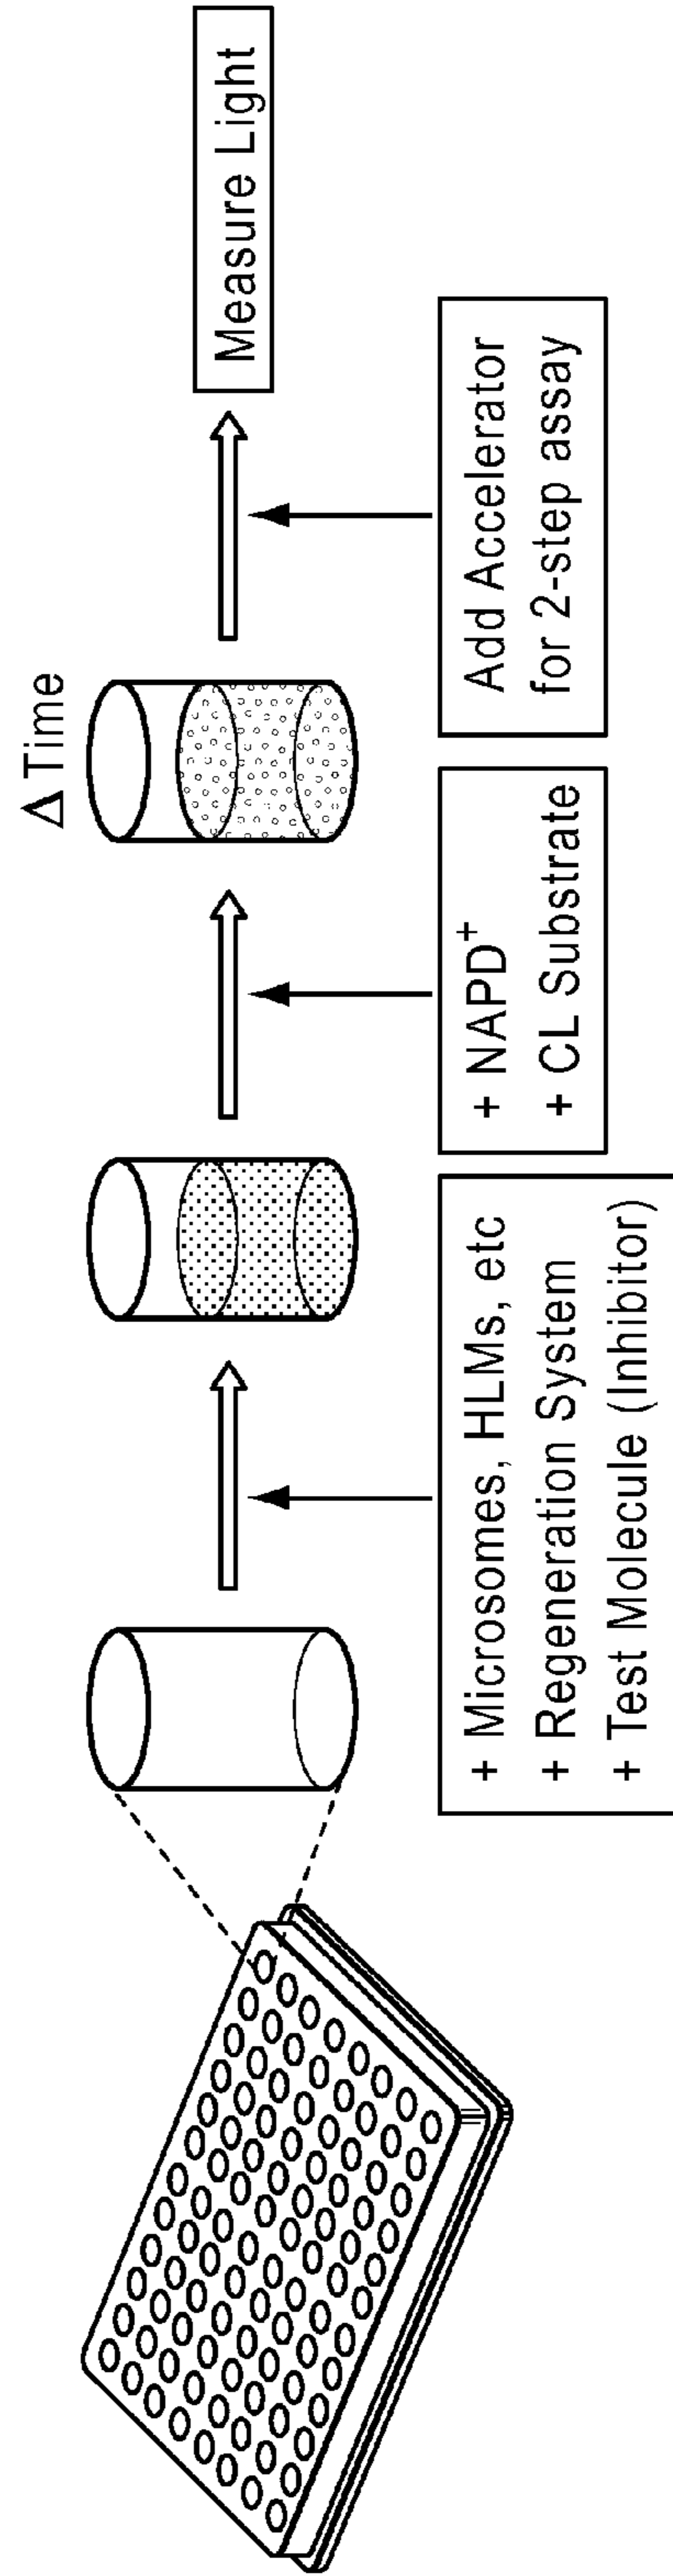 + Microsomes, HLMs, etc
+ Regeneration System
+ Test Molecule (Inhibitor)
+ NAPD⁺
+ CL Substrate
Δ Time
Add Accelerator
for 2-step assay
Measure Light